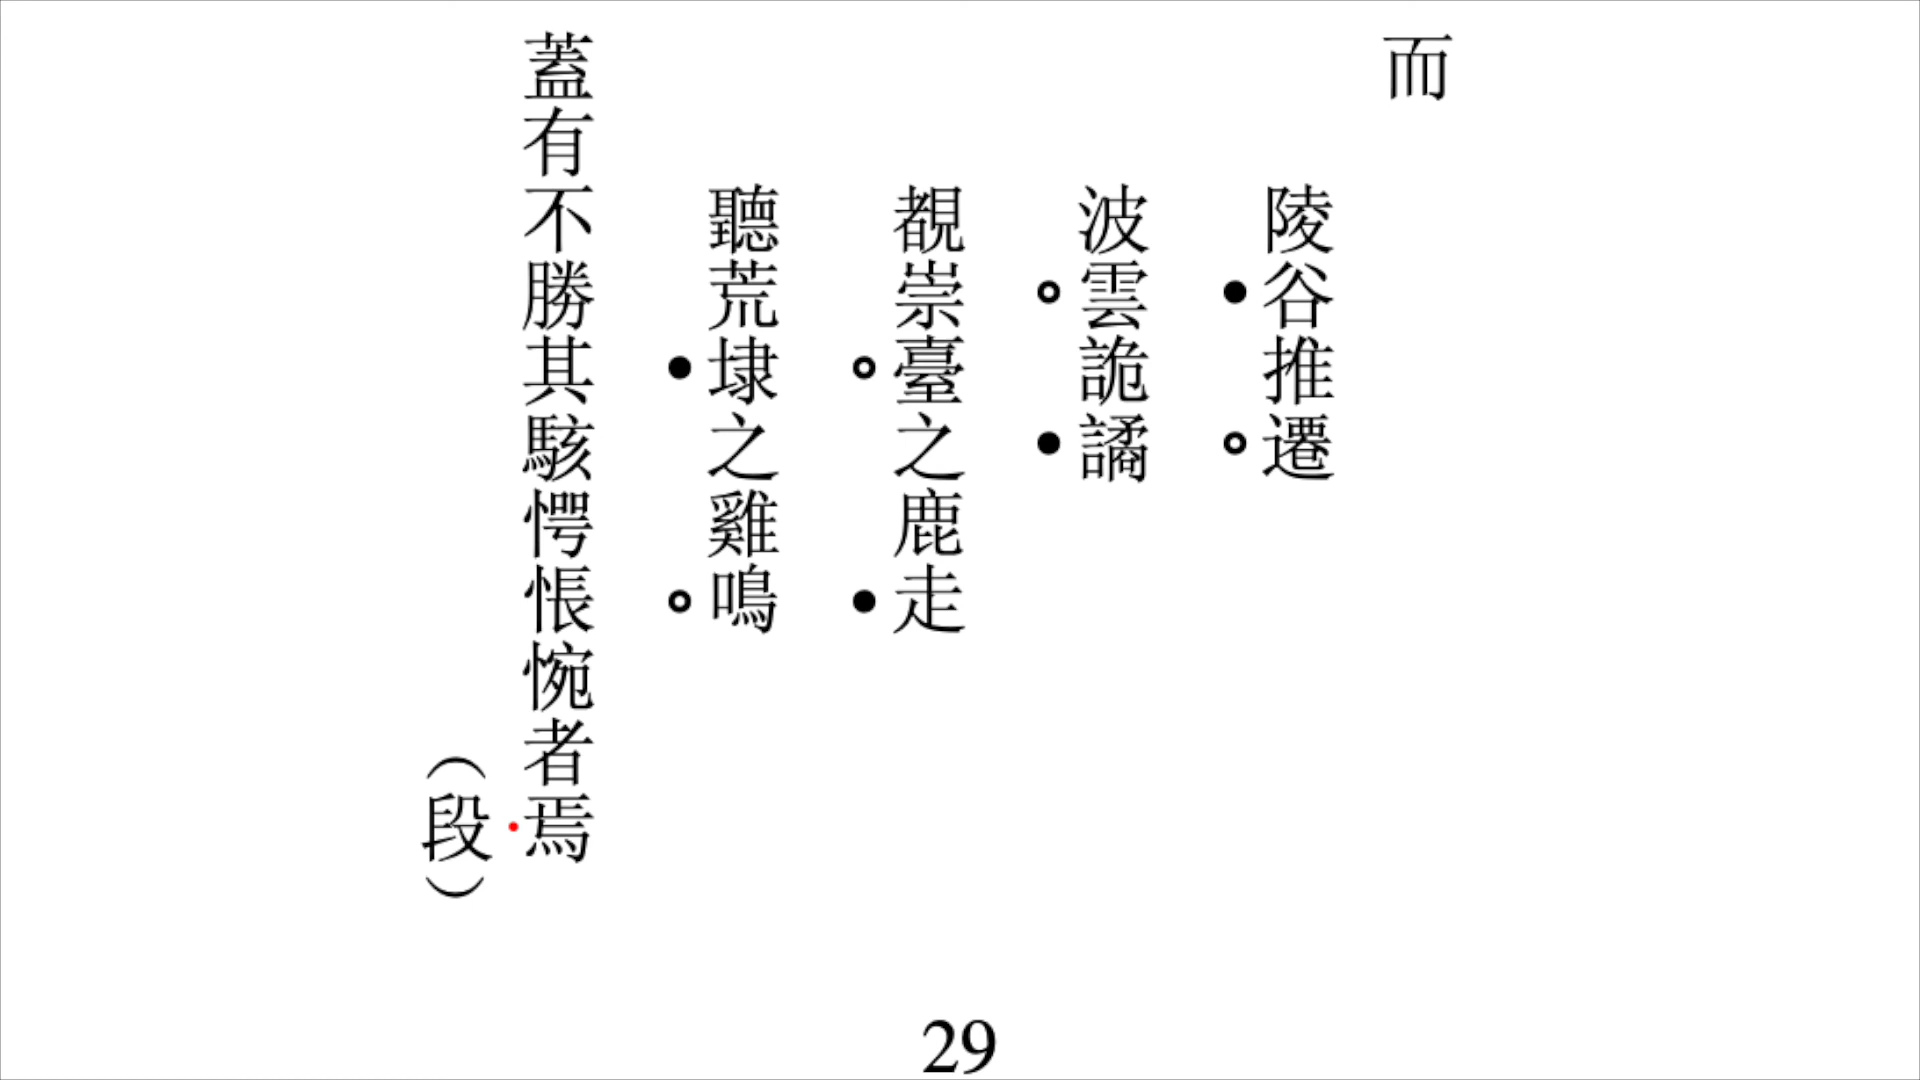 而
陵谷推遷
波雲詭譎
覩崇臺之鹿走
聽荒埭之雞鳴
蓋有不勝其駭愕悵惋者焉
（段）
29